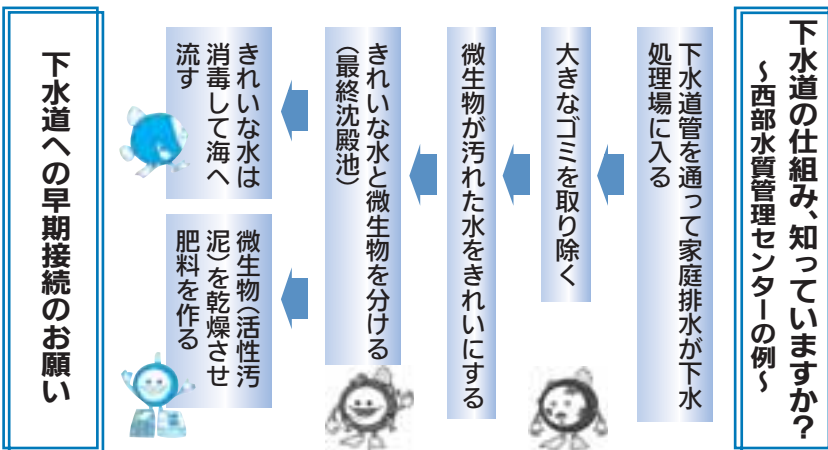 下水道の仕組み、知っていますか？
～西部水質管理センターの例～
下水道管を通って家庭排水が下水
処理場に入る
大きなゴミを取り除く
微生物が汚れた水をきれいにする
きれいな水と微生物を分ける
（最終沈殿池）
きれいな水は
消毒して海へ
流す
微生物（活性汚
泥）を乾燥させ
肥料を作る
下水道への早期接続のお願い